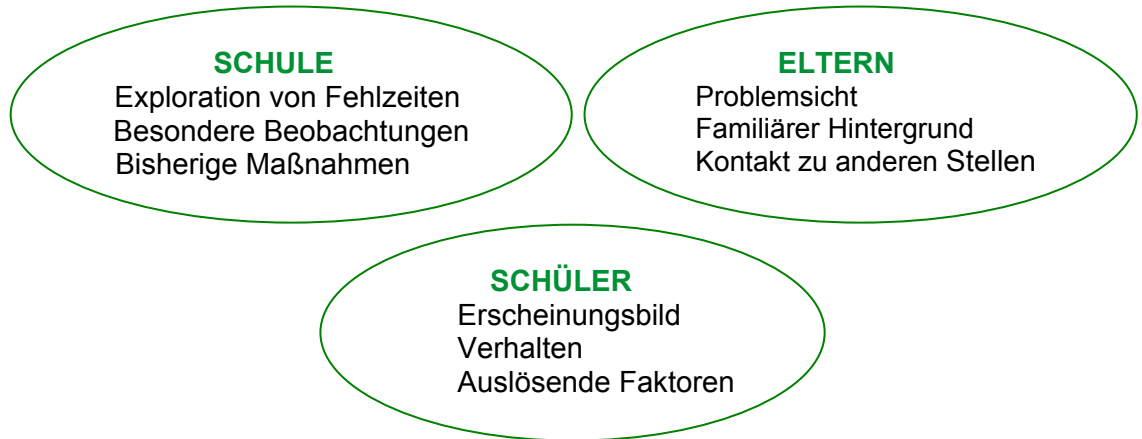 SCHULE
Exploration von Fehlzeiten
Besondere Beobachtungen
Bisherige Maßnahmen
ELTERN
Problemsicht
Familiärer Hintergrund
Kontakt zu anderen Stellen
SCHÜLER
Erscheinungsbild
Verhalten
Auslösende Faktoren